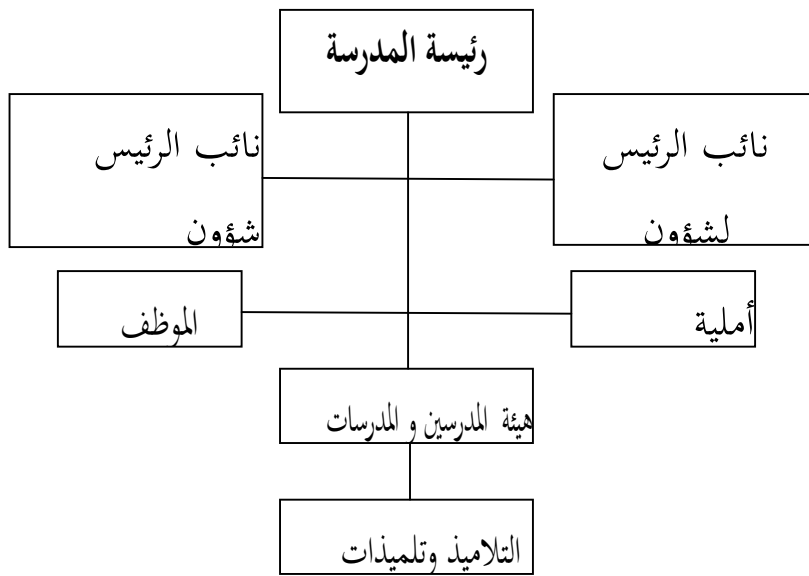 رئيسة المدرسة
نائب الرئيس
لشؤون
نائب الرئيس
شؤون
أملية
الموظف
هيئة المدرسين و المدرسات
التلاميذ وتلميذات